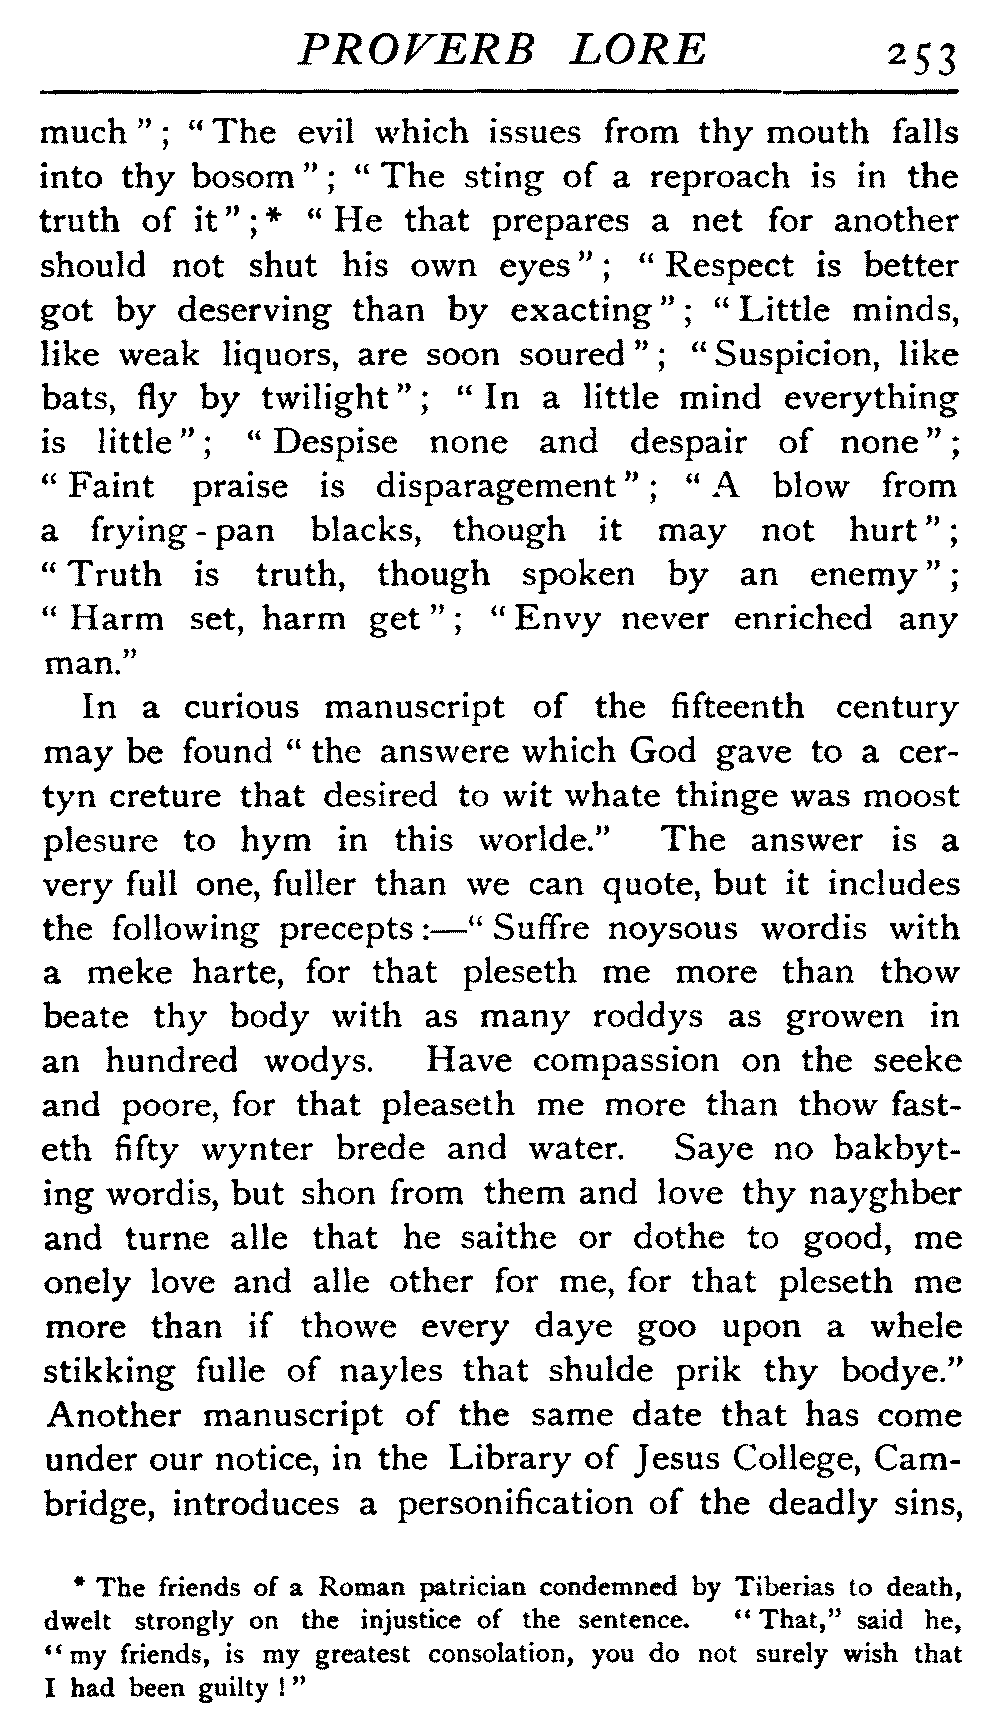 PROVERB LORE 253
much" ; "The evil which issues from thy mouth falls
into thy bosom" ; "The sting of a reproach is in the
truth of it" ;* "He that prepares a net for another
should not shut his own eyes" ; "Respect is better
got by deserving than by exacting" ; "Little minds,
like weak liquors, are soon soured" ; "Suspicion, like
bats, fly by twilight" ; "In a little mind everything
is little" ; "Despise none and despair of none" ;
"Faint praise is disparagement" ; "A blow from
a frying-pan blacks, though it may not hurt" ;
"Truth is truth, though spoken by an enemy" ;
"Harm set, harm get" ; "Envy never enriched any
man."
In a curious manuscript of the fifteenth century
may be found "the answere which God gave to a cer-
tyn creture that desired to wit whate thinge was moost
plesure to hym in this worlde." The answer is a
very full one, fuller than we can quote, but it includes
the following precepts :—"Suffre noysous wordis with
a meke harte, for that pleseth me more than thow
beate thy body with as many roddys as growen in
an hundred wodys. Have compassion on the seeke
and poore, for that pleaseth me more than thow fast-
eth fifty wynter brede and water. Saye no bakbyt-
ing wordis, but shon from them and love thy nayghber
and turne alle that he saithe or dothe to good, me
onely love and alle other for me, for that pleseth me
more than if thowe every daye goo upon a whele
stikking fulle of nayles that shulde prik thy bodye."
Another manuscript of the same date that has come
under our notice, in the Library of Jesus College, Cam-
bridge, introduces a personification of the deadly sins,
* The friends of a Roman patrician condemned by Tiberias to death,
dwelt strongly on the injustice of the sentence. "That," said he,
"my friends, is my greatest consolation, you do not surely wish that
I had been guilty !"